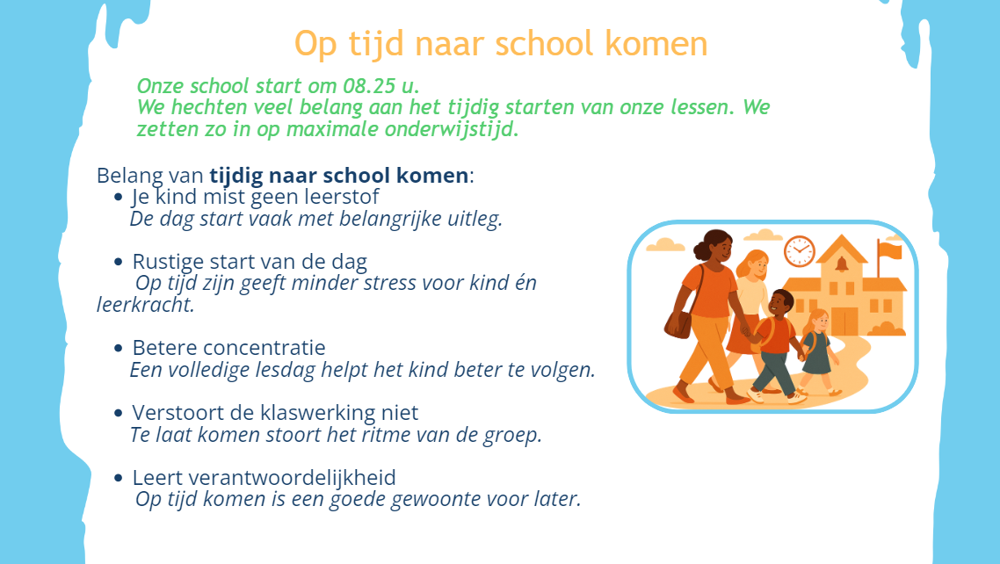 Op tijd naar school komen
Onze school start om 08.25 u.
We hechten veel belang aan het tijdig starten van onze lessen. We
zetten zo in op maximale onderwijstijd.
Belang van tijdig naar school komen:
• Je kind mist geen leerstof
De dag start vaak met belangrijke uitleg.
• Rustige start van de dag
Op tijd zijn geeft minder stress voor kind én
leerkracht.
• Betere concentratie
Een volledige lesdag helpt het kind beter te volgen.
• Verstoort de klaswerking niet
Te laat komen stoort het ritme van de groep.
• Leert verantwoordelijkheid
Op tijd komen is een goede gewoonte voor later.